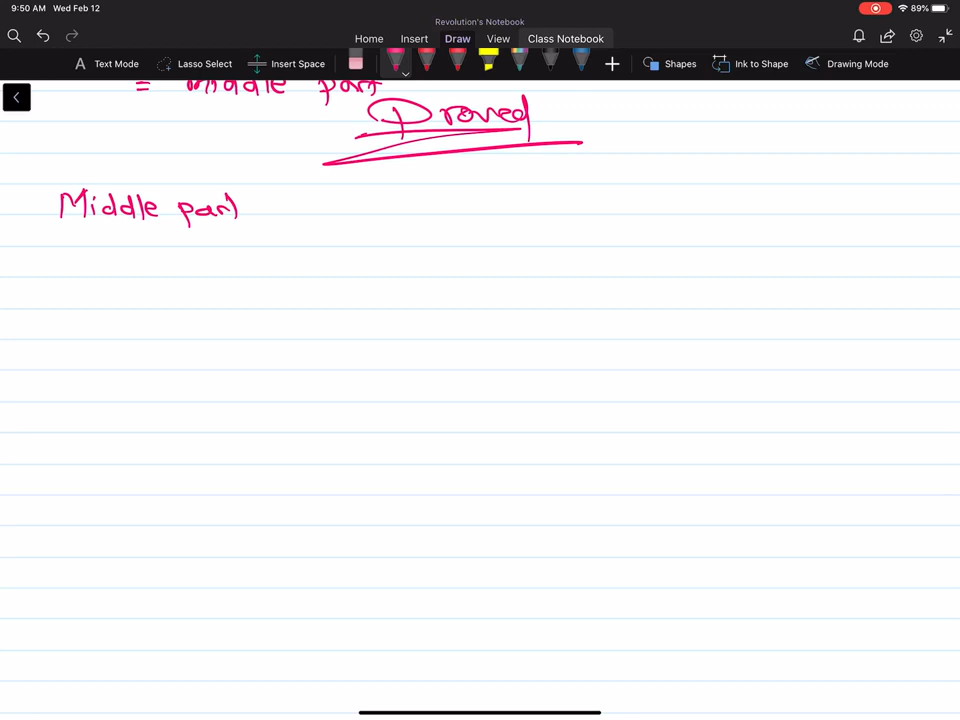 9:50 AM Wed Feb 12 89%
Revolution's Notebook
Home Insert Draw View Class Notebook
Text Mode Lasso Select Insert Space Shapes Ink to Shape Drawing Mode
= Middle part
Proved
Middle part